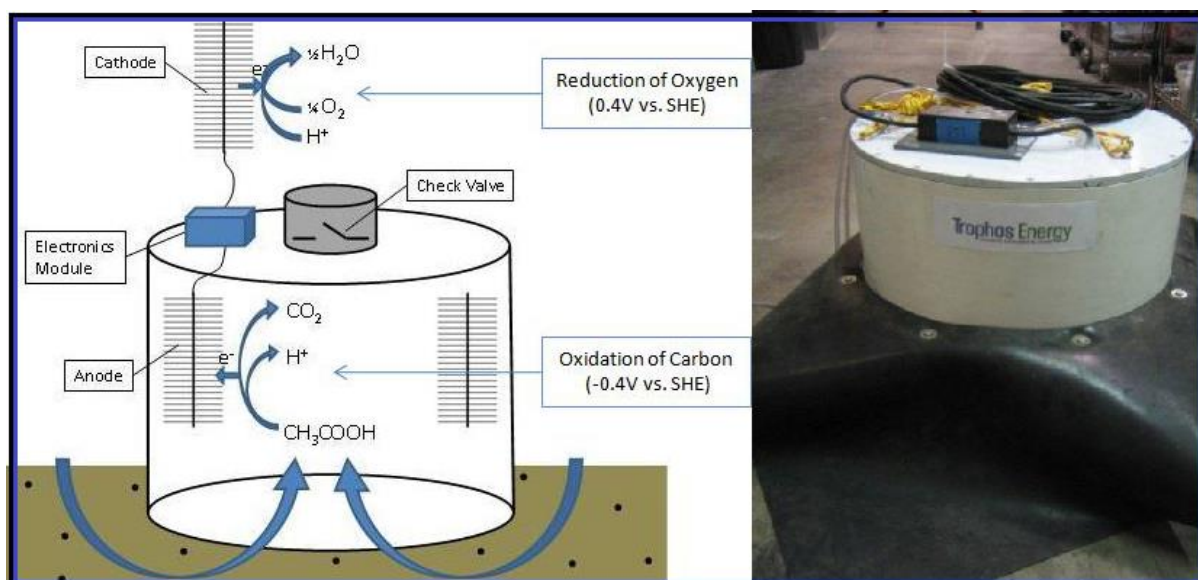 Cathode
e⁻
½H₂O
¼O₂
H⁺
Reduction of Oxygen
(0.4V vs. SHE)
Check Valve
Electronics
Module
CO₂
H⁺
e⁻
Anode
CH₃COOH
Oxidation of Carbon
(-0.4V vs. SHE)
Trophos Energy